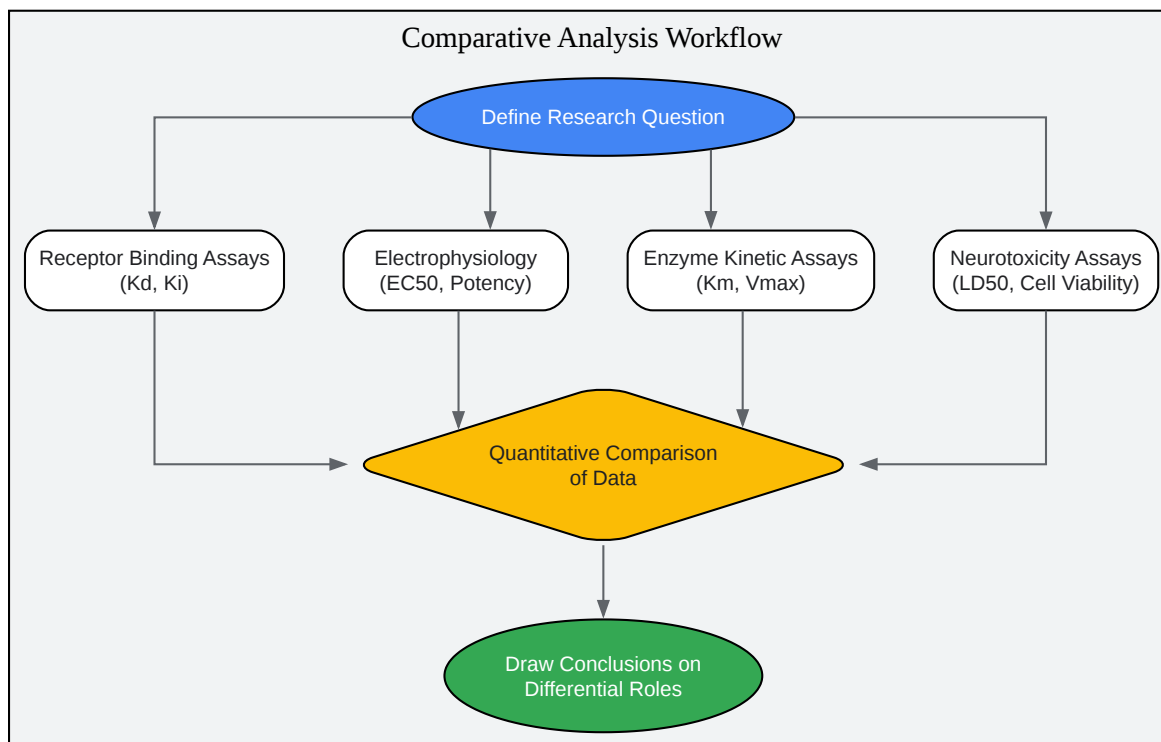 Comparative Analysis Workflow
Define Research Question
Receptor Binding Assays
(Kd, Ki)
Electrophysiology
(EC50, Potency)
Enzyme Kinetic Assays
(Km, Vmax)
Neurotoxicity Assays
(LD50, Cell Viability)
Quantitative Comparison
of Data
Draw Conclusions on
Differential Roles